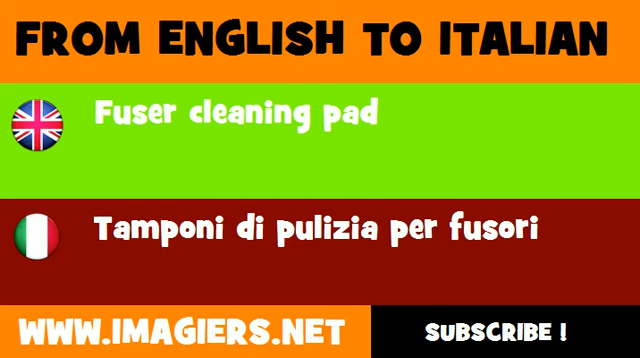 FROM ENGLISH TO ITALIAN
Fuser cleaning pad
Tamponi di pulizia per fusori
WWW.IMAGIERS.NET
SUBSCRIBE !